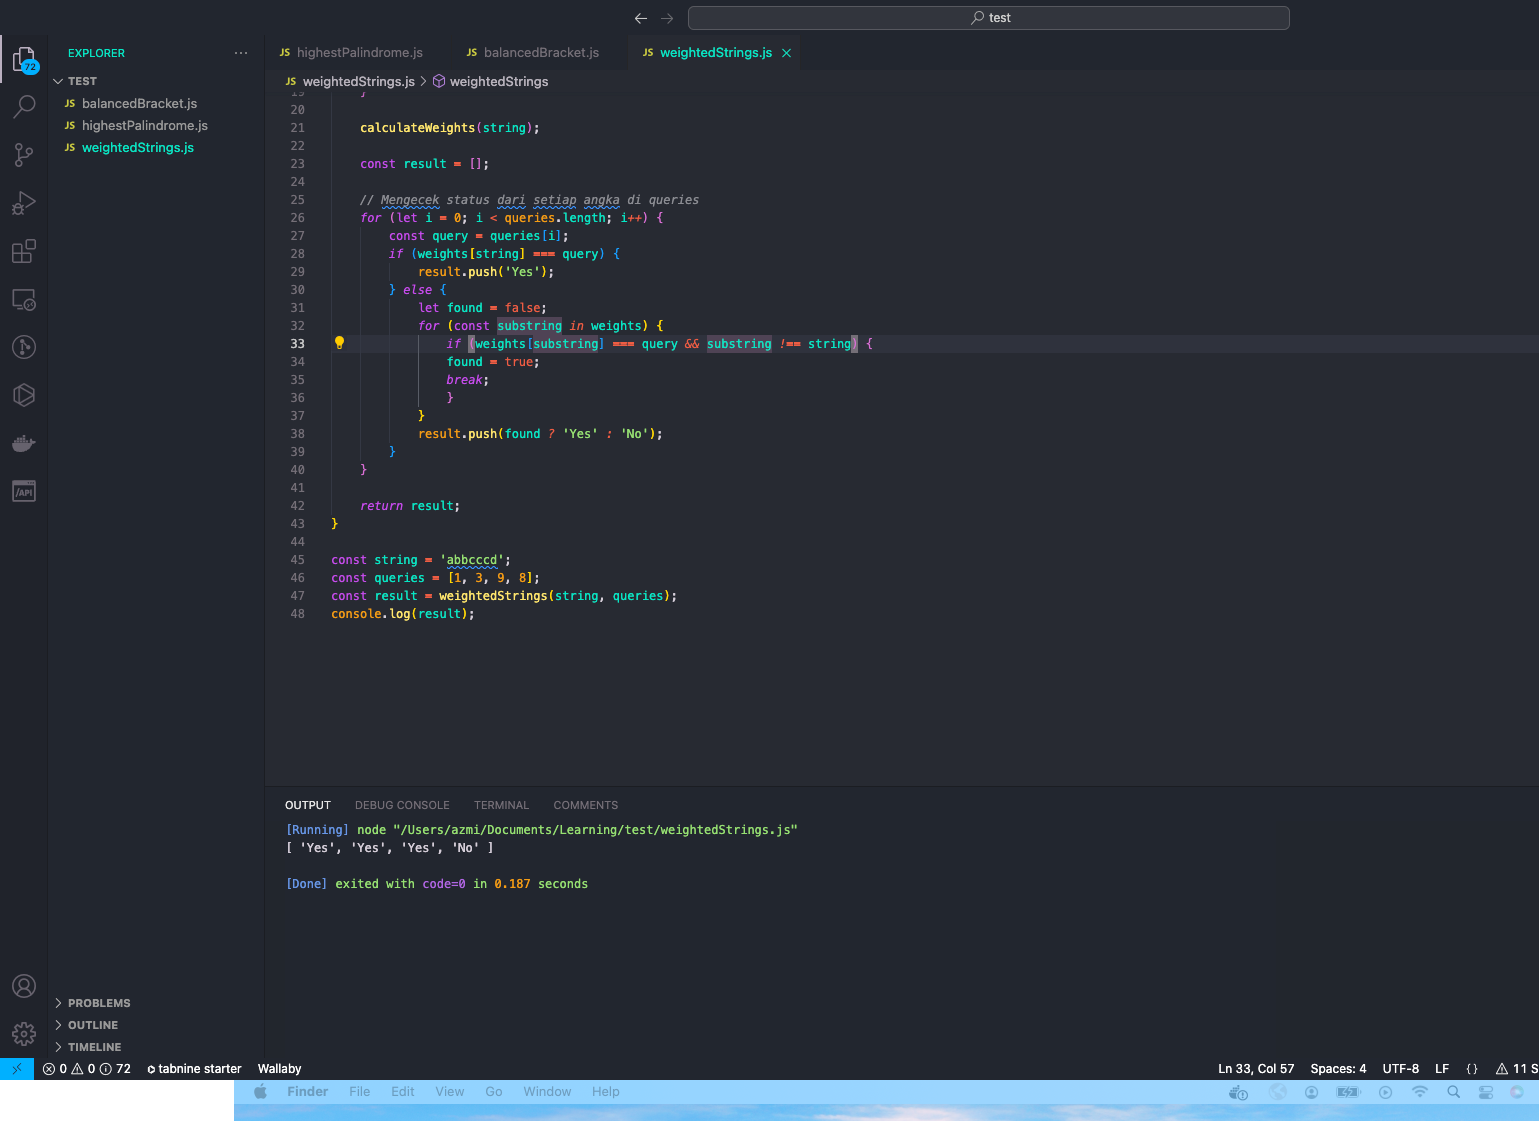 test
EXPLORER
TEST
JS balancedBracket.js
JS highestPalindrome.js
JS weightedStrings.js
JS highestPalindrome.js JS balancedBracket.js JS weightedStrings.js
JS weightedStrings.js > weightedStrings
19 }
20
21 calculateWeights(string);
22
23 const result = [];
24
25 // Mengecek status dari setiap angka di queries
26 for (let i = 0; i < queries.length; i++) {
27 const query = queries[i];
28 if (weights[string] === query) {
29 result.push('Yes');
30 } else {
31 let found = false;
32 for (const substring in weights) {
33 if (weights[substring] === query && substring !== string) {
34 found = true;
35 break;
36 }
37 }
38 result.push(found ? 'Yes' : 'No');
39 }
40 }
41
42 return result;
43 }
44
45 const string = 'abbcccd';
46 const queries = [1, 3, 9, 8];
47 const result = weightedStrings(string, queries);
48 console.log(result);
OUTPUT DEBUG CONSOLE TERMINAL COMMENTS
[Running] node "/Users/azmi/Documents/Learning/test/weightedStrings.js"
[ 'Yes', 'Yes', 'Yes', 'No' ]
[Done] exited with code=0 in 0.187 seconds
72
/API
PROBLEMS
OUTLINE
TIMELINE
0 0 72 tabnine starter Wallaby Ln 33, Col 57 Spaces: 4 UTF-8 LF {} 11 S
Finder File Edit View Go Window Help